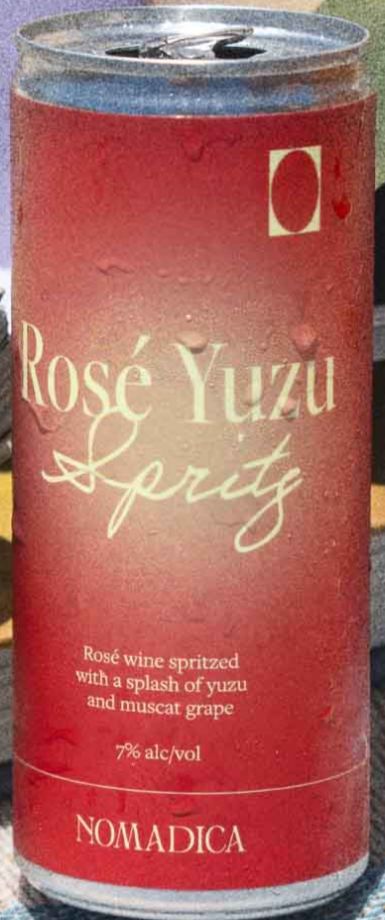 Rosé Yuzu
Spritz
Rosé wine spritzed
with a splash of yuzu
and muscat grape
7% alc/vol
NOMADICA